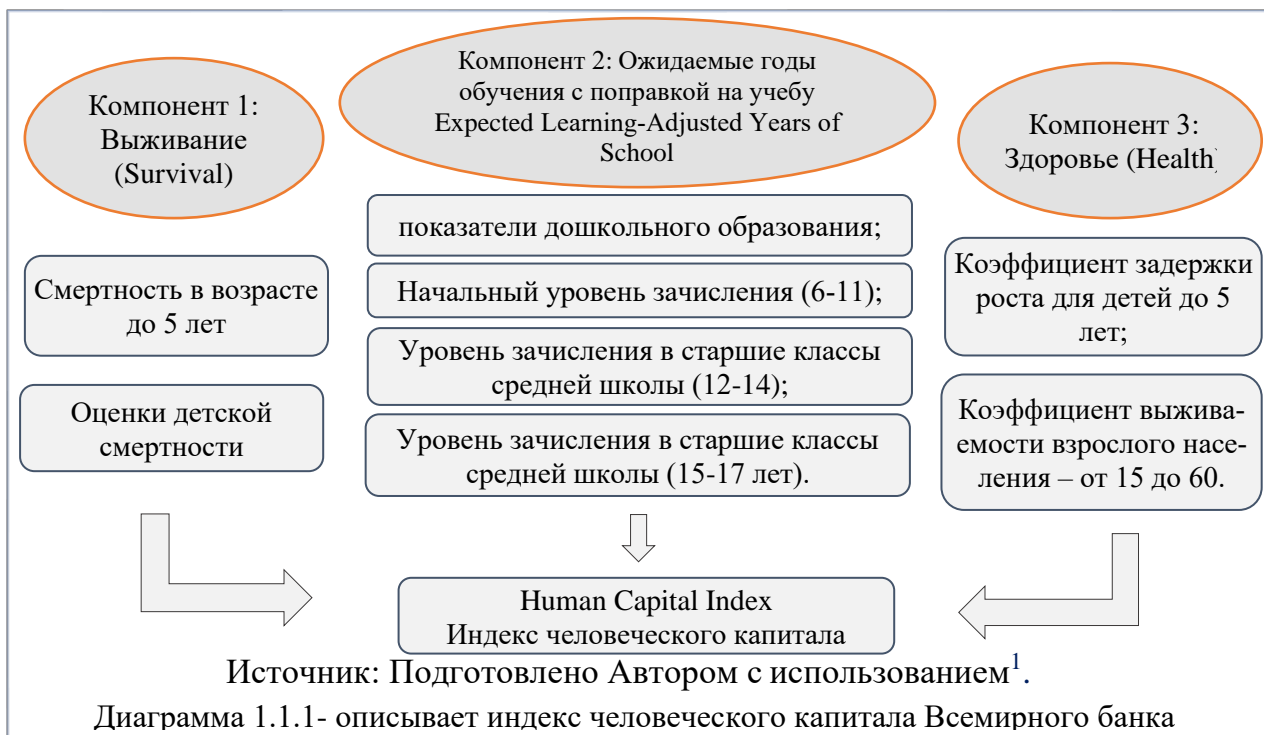 Компонент 1:
Выживание
(Survival)
Смертность в возрасте
до 5 лет
Оценки детской
смертности
Компонент 2: Ожидаемые годы
обучения с поправкой на учебу
Expected Learning-Adjusted Years of
School
показатели дошкольного образования;
Начальный уровень зачисления (6-11);
Уровень зачисления в старшие классы
средней школы (12-14);
Уровень зачисления в старшие классы
средней школы (15-17 лет).
Компонент 3:
Здоровье (Health)
Коэффициент задержки
роста для детей до 5
лет;
Коэффициент выжива-
емости взрослого насе-
ления – от 15 до 60.
Human Capital Index
Индекс человеческого капитала
Источник: Подготовлено Автором с использованием¹.
Диаграмма 1.1.1- описывает индекс человеческого капитала Всемирного банка